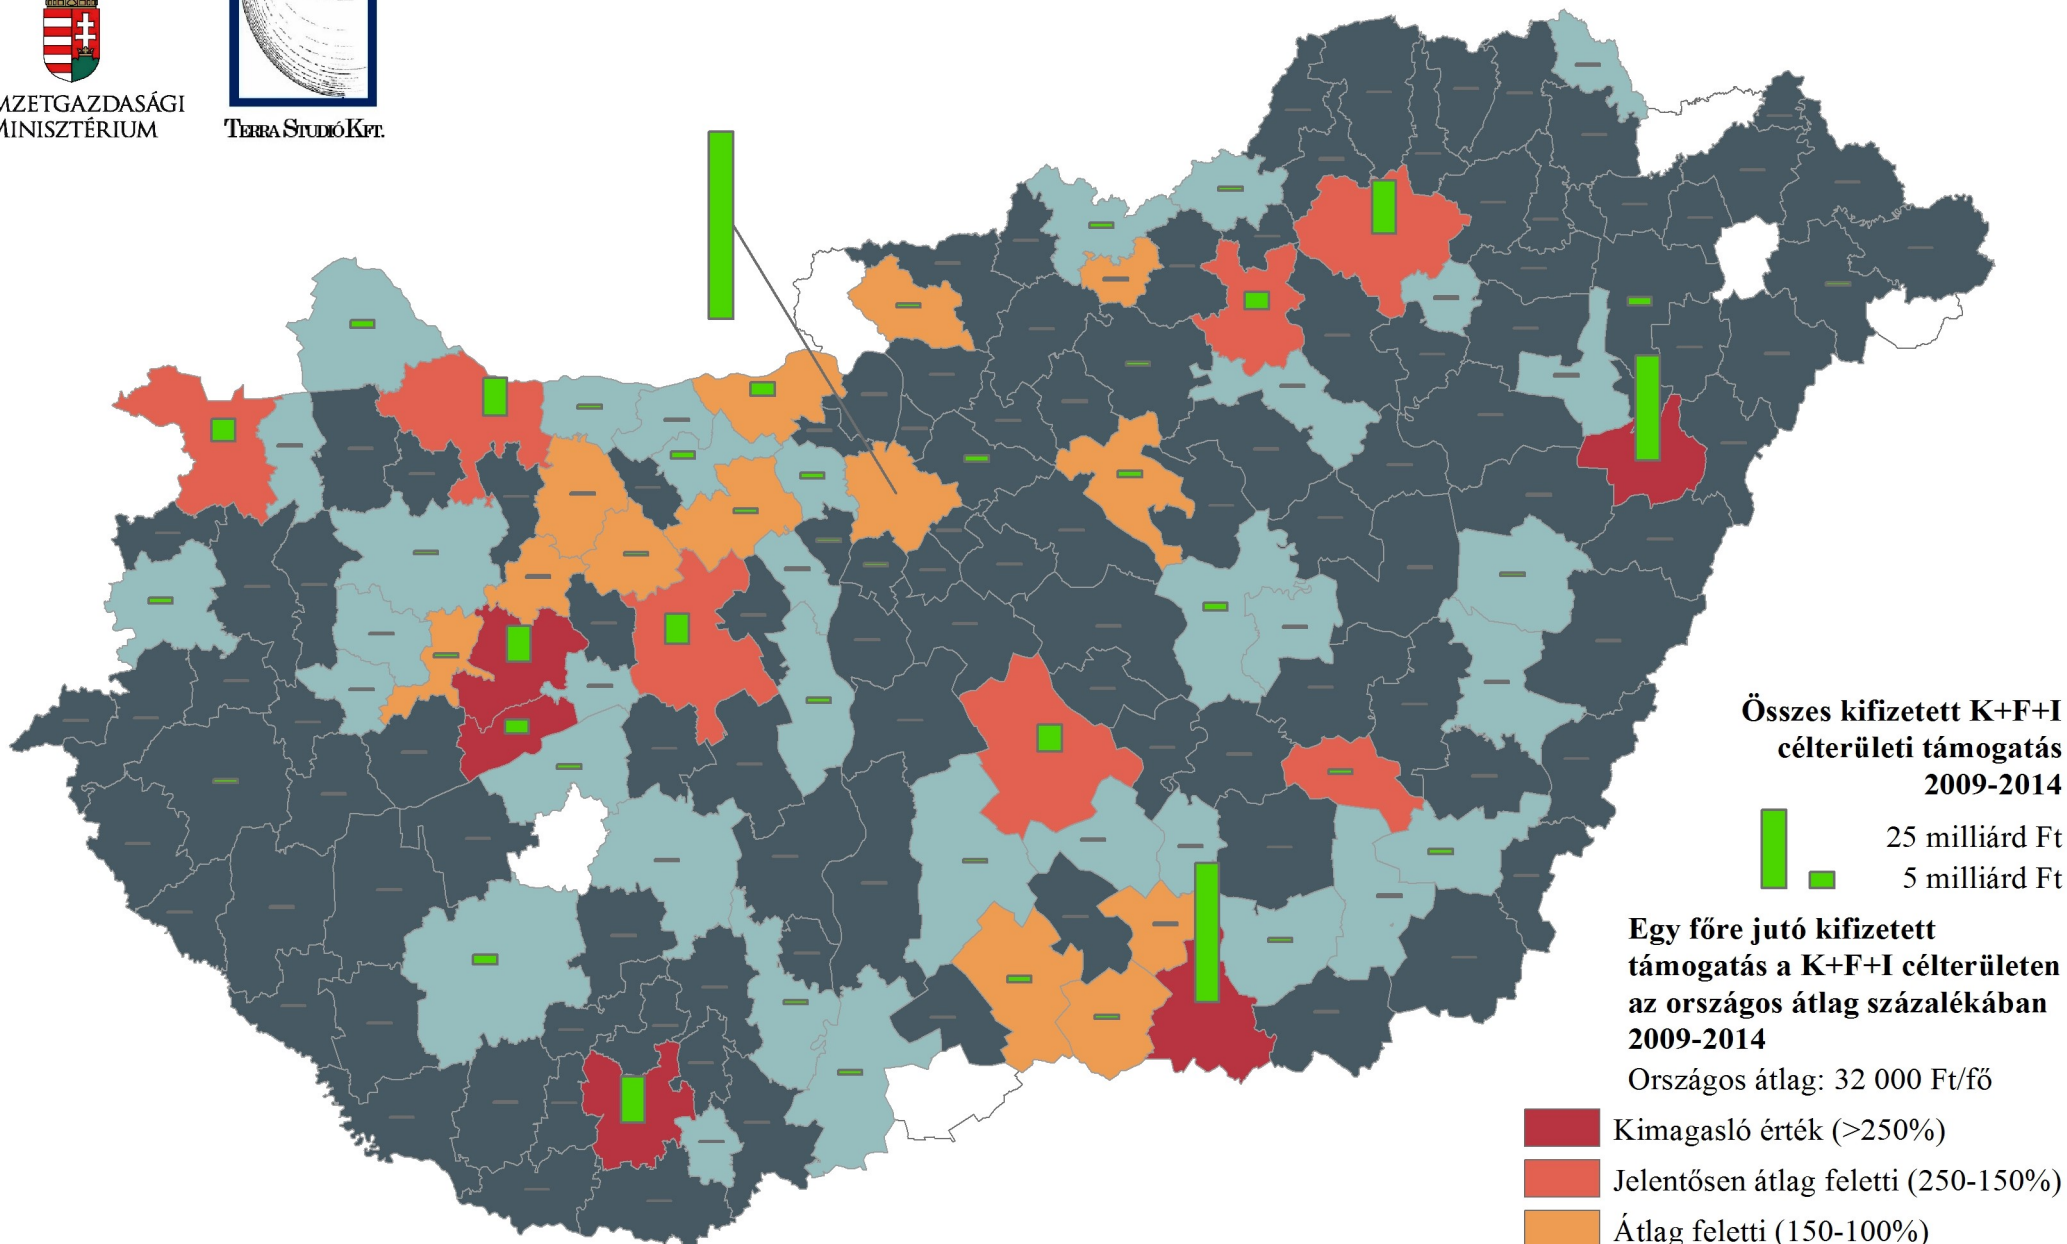 MZETGAZDASÁGI
MINISZTÉRIUM
TERRA STUDIÓ KFT.
Összes kifizetett K+F+I
célterületi támogatás
2009-2014
25 milliárd Ft
5 milliárd Ft
Egy főre jutó kifizetett
támogatás a K+F+I célterületen
az országos átlag százalékában
2009-2014
Országos átlag: 32 000 Ft/fő
Kimagasló érték (>250%)
Jelentősen átlag feletti (250-150%)
Átlag feletti (150-100%)